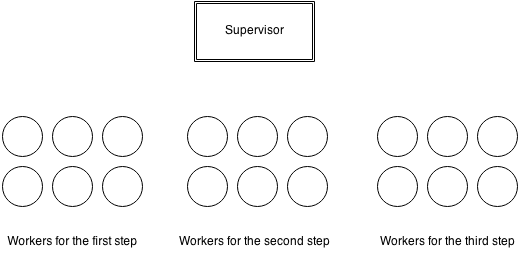 Supervisor
Workers for the first step
Workers for the second step
Workers for the third step